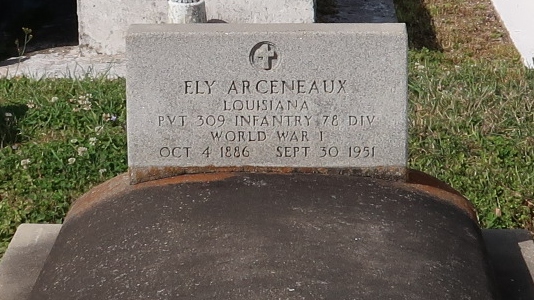 ELY ARCENEAUX
LOUISIANA
PVT 309 INFANTRY 78 DIV
WORLD WAR I
OCT 4 1886 SEPT 30 1951